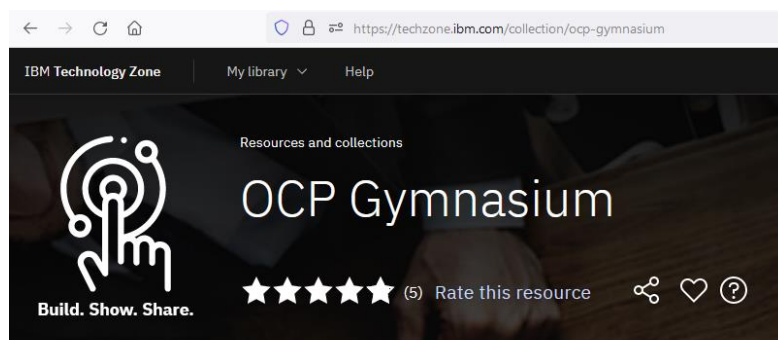 https://techzone.ibm.com/collection/ocp-gymnasium
IBM Technology Zone My library Help
Resources and collections
OCP Gymnasium
(5) Rate this resource
Build. Show. Share.